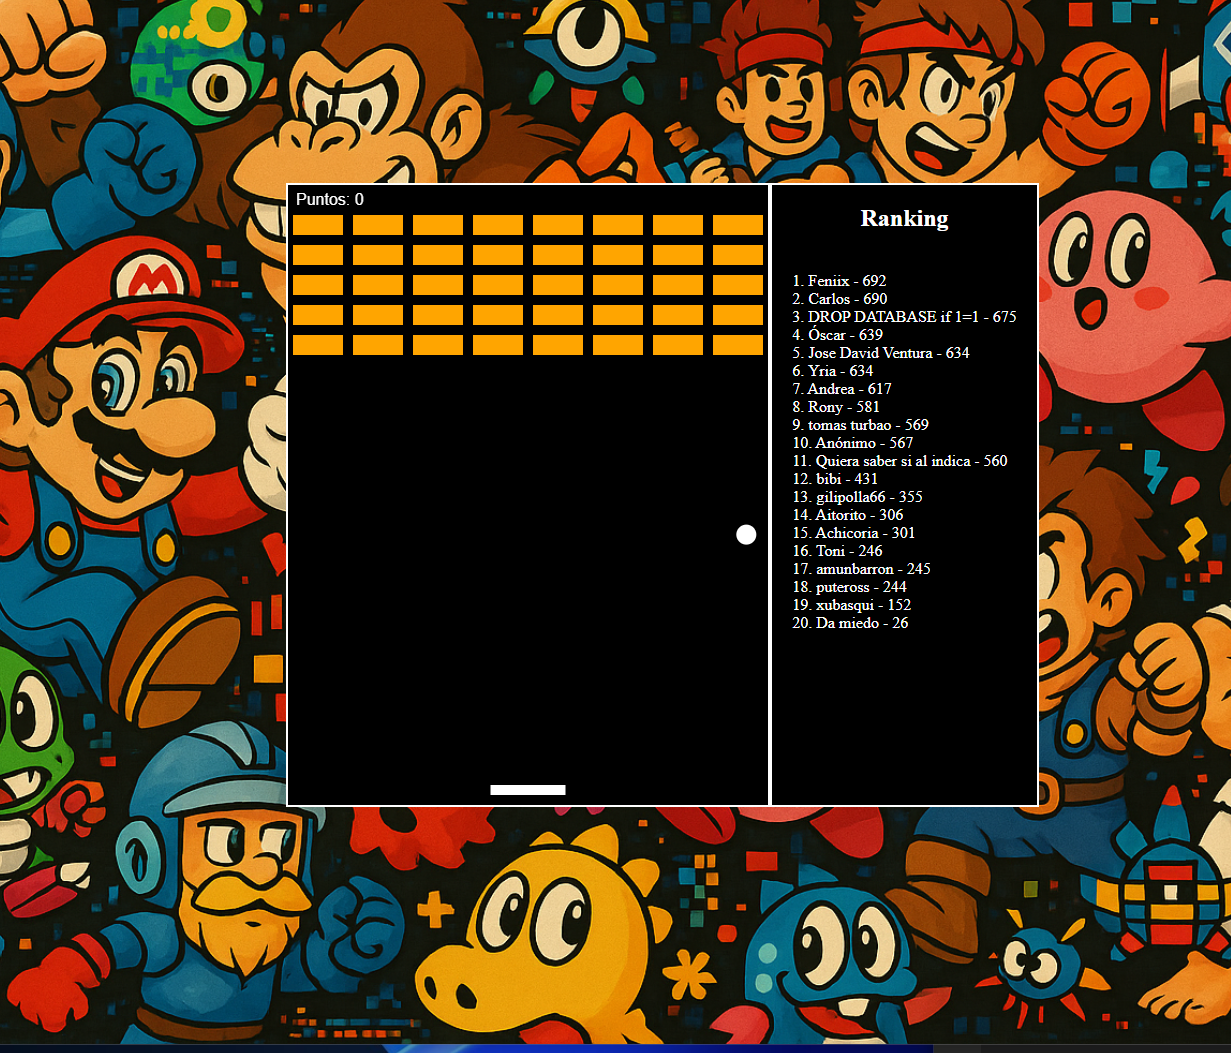 Puntos: 0
Ranking
1. Feniix - 692
2. Carlos - 690
3. DROP DATABASE if 1=1 - 675
4. Óscar - 639
5. Jose David Ventura - 634
6. Yria - 634
7. Andrea - 617
8. Rony - 581
9. tomas turbao - 569
10. Anónimo - 567
11. Quiera saber si al indica - 560
12. bibi - 431
13. gilipolla66 - 355
14. Aitorito - 306
15. Achicoria - 301
16. Toni - 246
17. amunbarron - 245
18. puteross - 244
19. xubasqui - 152
20. Da miedo - 26
M